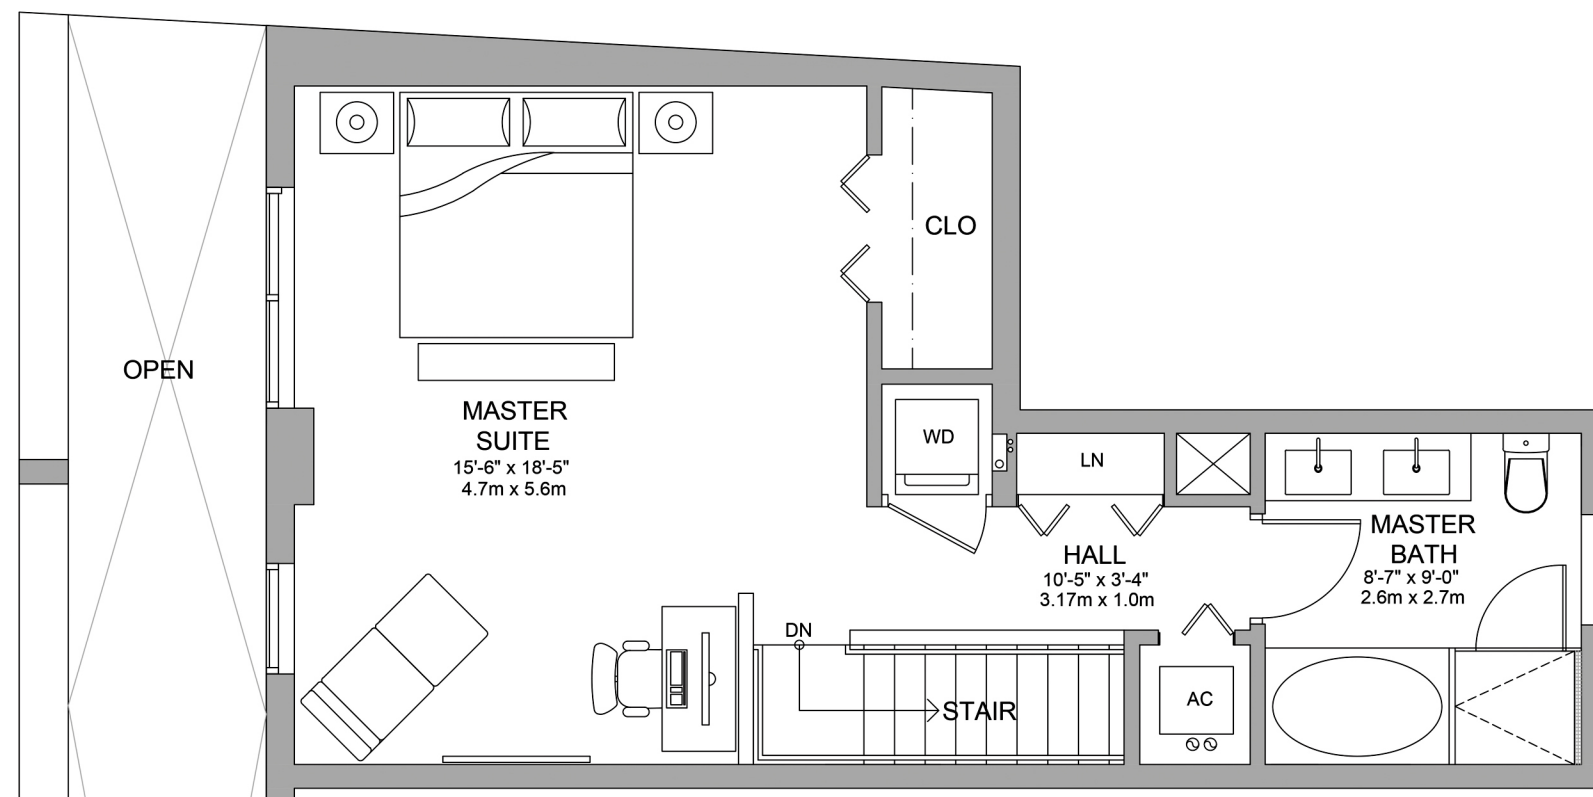 OPEN
MASTER
SUITE
15'-6" x 18'-5"
4.7m x 5.6m
CLO
WD
LN
HALL
10'-5" x 3'-4"
3.17m x 1.0m
MASTER
BATH
8'-7" x 9'-0"
2.6m x 2.7m
DN
STAIR
AC